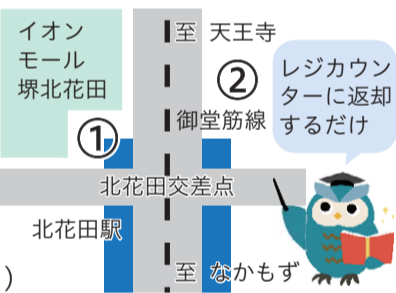 イオン
モール
堺北花田
至 天王寺
②
レジカウン
ターに返却
するだけ
①
御堂筋線
北花田交差点
北花田駅
)
至 なかもず